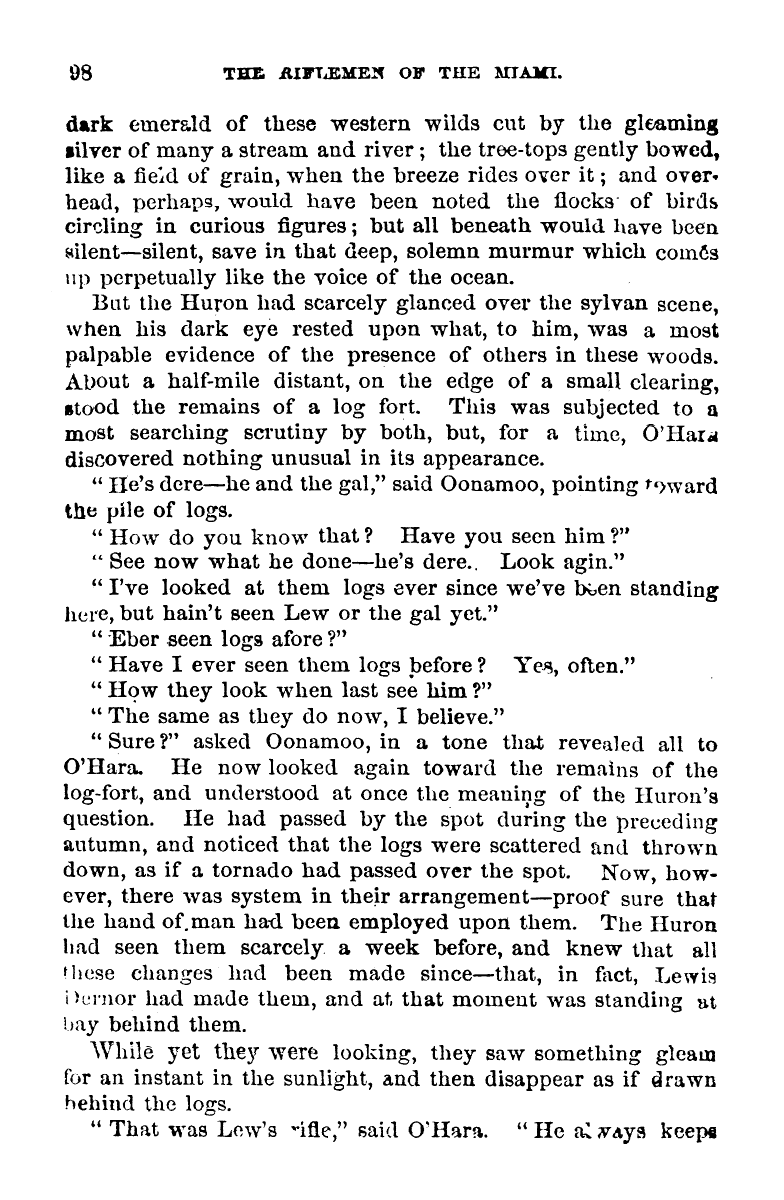 98 THE RIFLEMEN OF THE MIAMI.
dark emerald of these western wilds cut by the gleaming
silver of many a stream and river; the tree-tops gently bowed,
like a field of grain, when the breeze rides over it; and over-
head, perhaps, would have been noted the flocks of birds
circling in curious figures; but all beneath would have been
silent—silent, save in that deep, solemn murmur which comes
up perpetually like the voice of the ocean.
But the Huron had scarcely glanced over the sylvan scene,
when his dark eye rested upon what, to him, was a most
palpable evidence of the presence of others in these woods.
About a half-mile distant, on the edge of a small clearing,
stood the remains of a log fort. This was subjected to a
most searching scrutiny by both, but, for a time, O'Hara
discovered nothing unusual in its appearance.
“He's dere—he and the gal,” said Oonamoo, pointing toward
the pile of logs.
“How do you know that? Have you seen him?”
“See now what he done—he's dere. Look agin.”
“I've looked at them logs ever since we've been standing
here, but hain't seen Lew or the gal yet.”
“Eber seen logs afore?”
“Have I ever seen them logs before? Yes, often.”
“How they look when last see him?”
“The same as they do now, I believe.”
“Sure?” asked Oonamoo, in a tone that revealed all to
O'Hara. He now looked again toward the remains of the
log-fort, and understood at once the meaning of the Huron's
question. He had passed by the spot during the preceding
autumn, and noticed that the logs were scattered and thrown
down, as if a tornado had passed over the spot. Now, how-
ever, there was system in their arrangement—proof sure that
the hand of man had been employed upon them. The Huron
had seen them scarcely a week before, and knew that all
these changes had been made since—that, in fact, Lewis
Dernor had made them, and at that moment was standing at
bay behind them.
While yet they were looking, they saw something gleam
for an instant in the sunlight, and then disappear as if drawn
behind the logs.
“That was Lew's rifle,” said O'Hara. “He always keeps